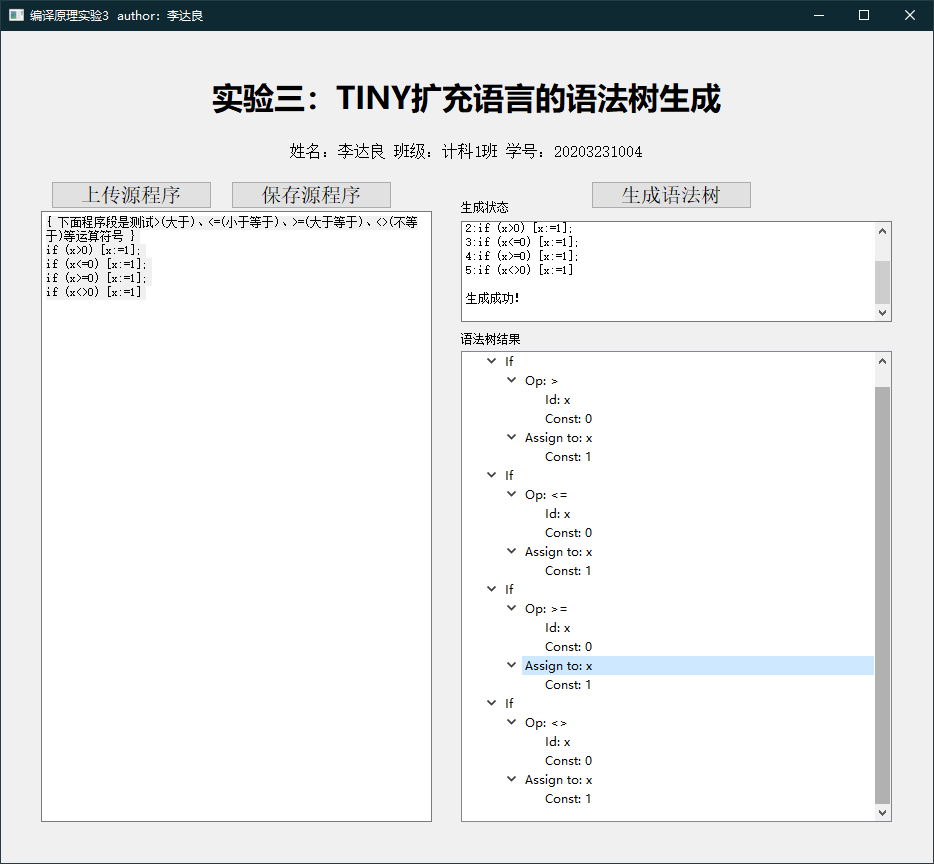 编译原理实验3 author：李达良
实验三：TINY扩充语言的语法树生成
姓名：李达良 班级：计科1班 学号：20203231004
上传源程序
保存源程序
{ 下面程序段是测试>(大于)、<=(小于等于)、>=(大于等于)、<>(不等
于)等运算符号 }
if (x>0) [x:=1];
if (x<=0) [x:=1];
if (x>=0) [x:=1];
if (x<>0) [x:=1]
生成状态
生成语法树
2:if (x>0) [x:=1];
3:if (x<=0) [x:=1];
4:if (x>=0) [x:=1];
5:if (x<>0) [x:=1]
生成成功!
语法树结果
If
Op: >
Id: x
Const: 0
Assign to: x
Const: 1
If
Op: <=
Id: x
Const: 0
Assign to: x
Const: 1
If
Op: >=
Id: x
Const: 0
Assign to: x
Const: 1
If
Op: <>
Id: x
Const: 0
Assign to: x
Const: 1